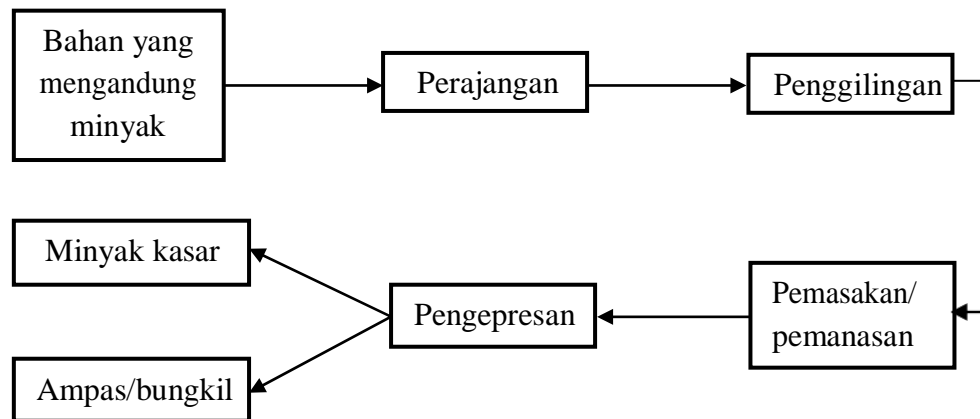 Bahan yang
mengandung
minyak
Perajangan
Penggilingan
Pemasakan/
pemanasan
Pengepresan
Minyak kasar
Ampas/bungkil